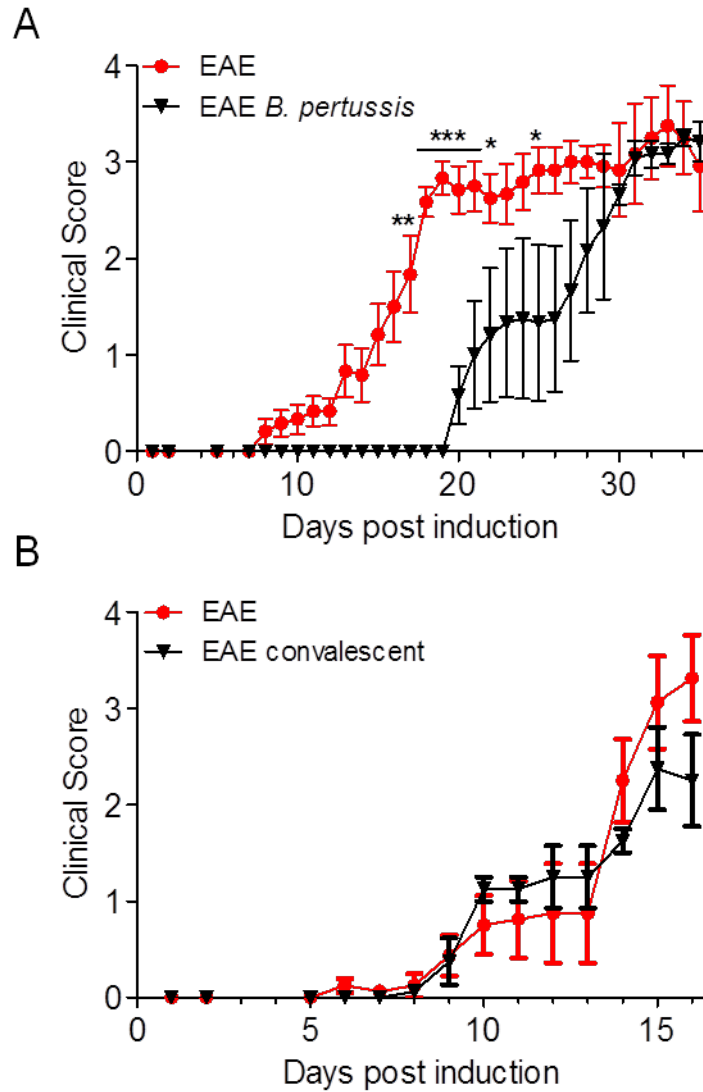 A
EAE
EAE B. pertussis
4
3
2
1
0
*** * *
**
Clinical Score
0 10 20 30
Days post induction
B
EAE
EAE convalescent
4
3
2
1
0
Clinical Score
0 5 10 15
Days post induction